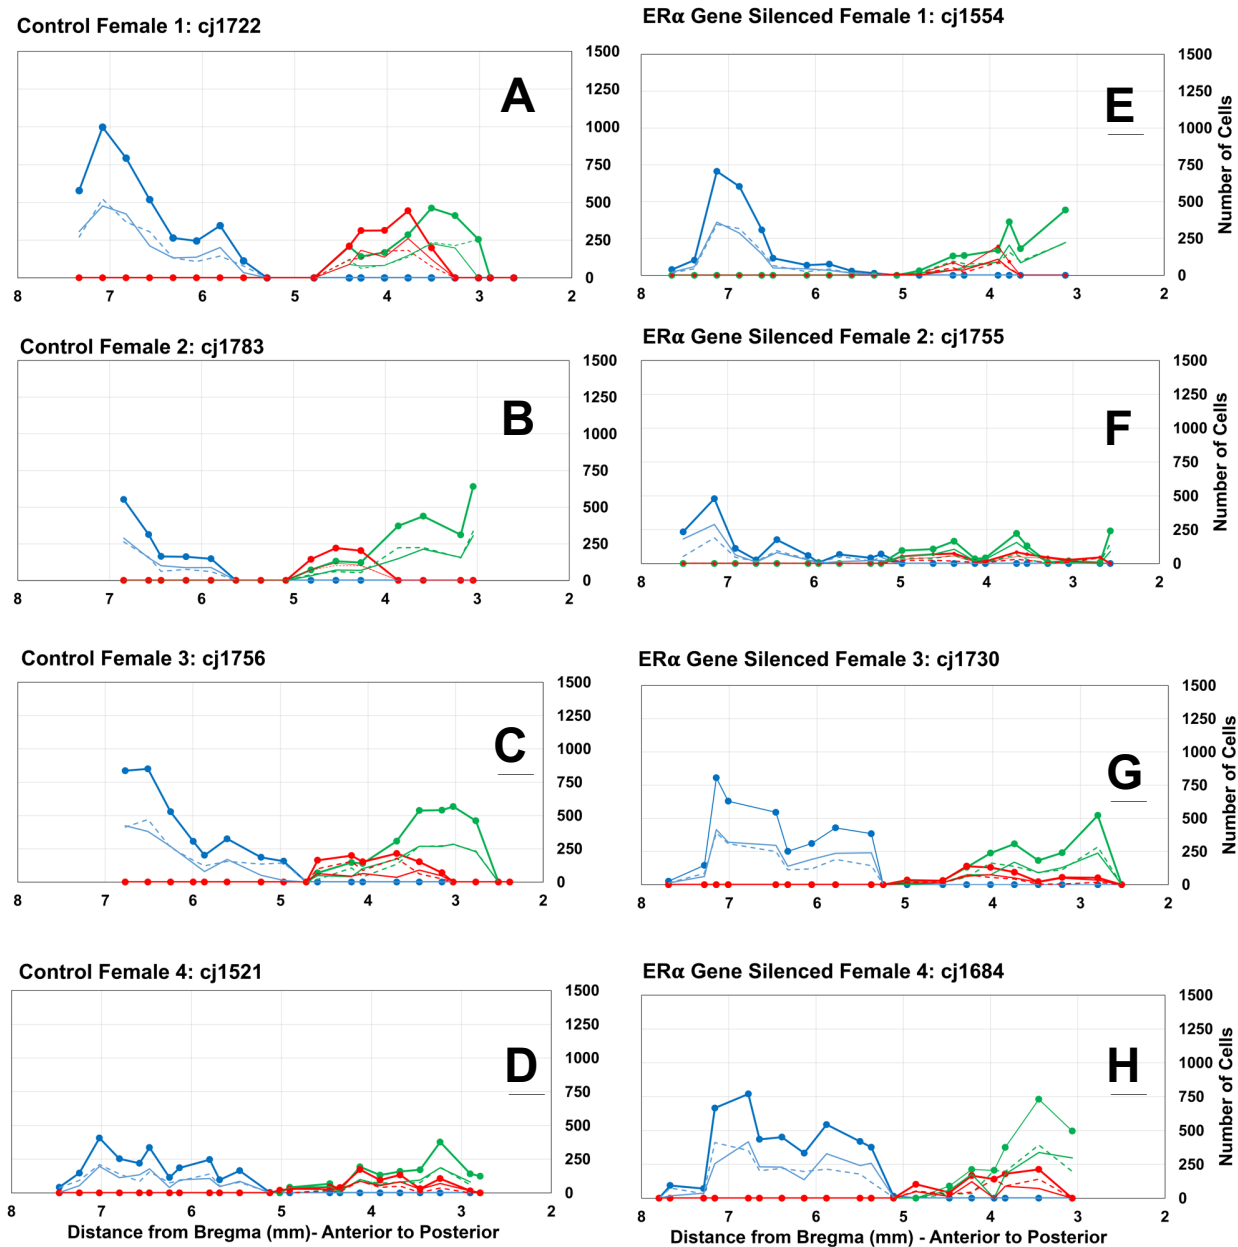 Control Female 1: cj1722
1500
1250
1000
750
500
250
0
A
8 7 6 5 4 3 2
ERα Gene Silenced Female 1: cj1554
1500
1250
1000
750
500
250
0
E
8 7 6 5 4 3 2
Number of Cells
Control Female 2: cj1783
1500
1250
1000
750
500
250
0
B
8 7 6 5 4 3 2
ERα Gene Silenced Female 2: cj1755
1500
1250
1000
750
500
250
0
F
8 7 6 5 4 3 2
Number of Cells
Control Female 3: cj1756
1500
1250
1000
750
500
250
0
C
8 7 6 5 4 3 2
ERα Gene Silenced Female 3: cj1730
1500
1250
1000
750
500
250
0
G
8 7 6 5 4 3 2
Number of Cells
Control Female 4: cj1521
1500
1250
1000
750
500
250
0
D
8 7 6 5 4 3 2
Distance from Bregma (mm)- Anterior to Posterior
ERα Gene Silenced Female 4: cj1684
1500
1250
1000
750
500
250
0
H
8 7 6 5 4 3 2
Number of Cells
Distance from Bregma (mm) - Anterior to Posterior